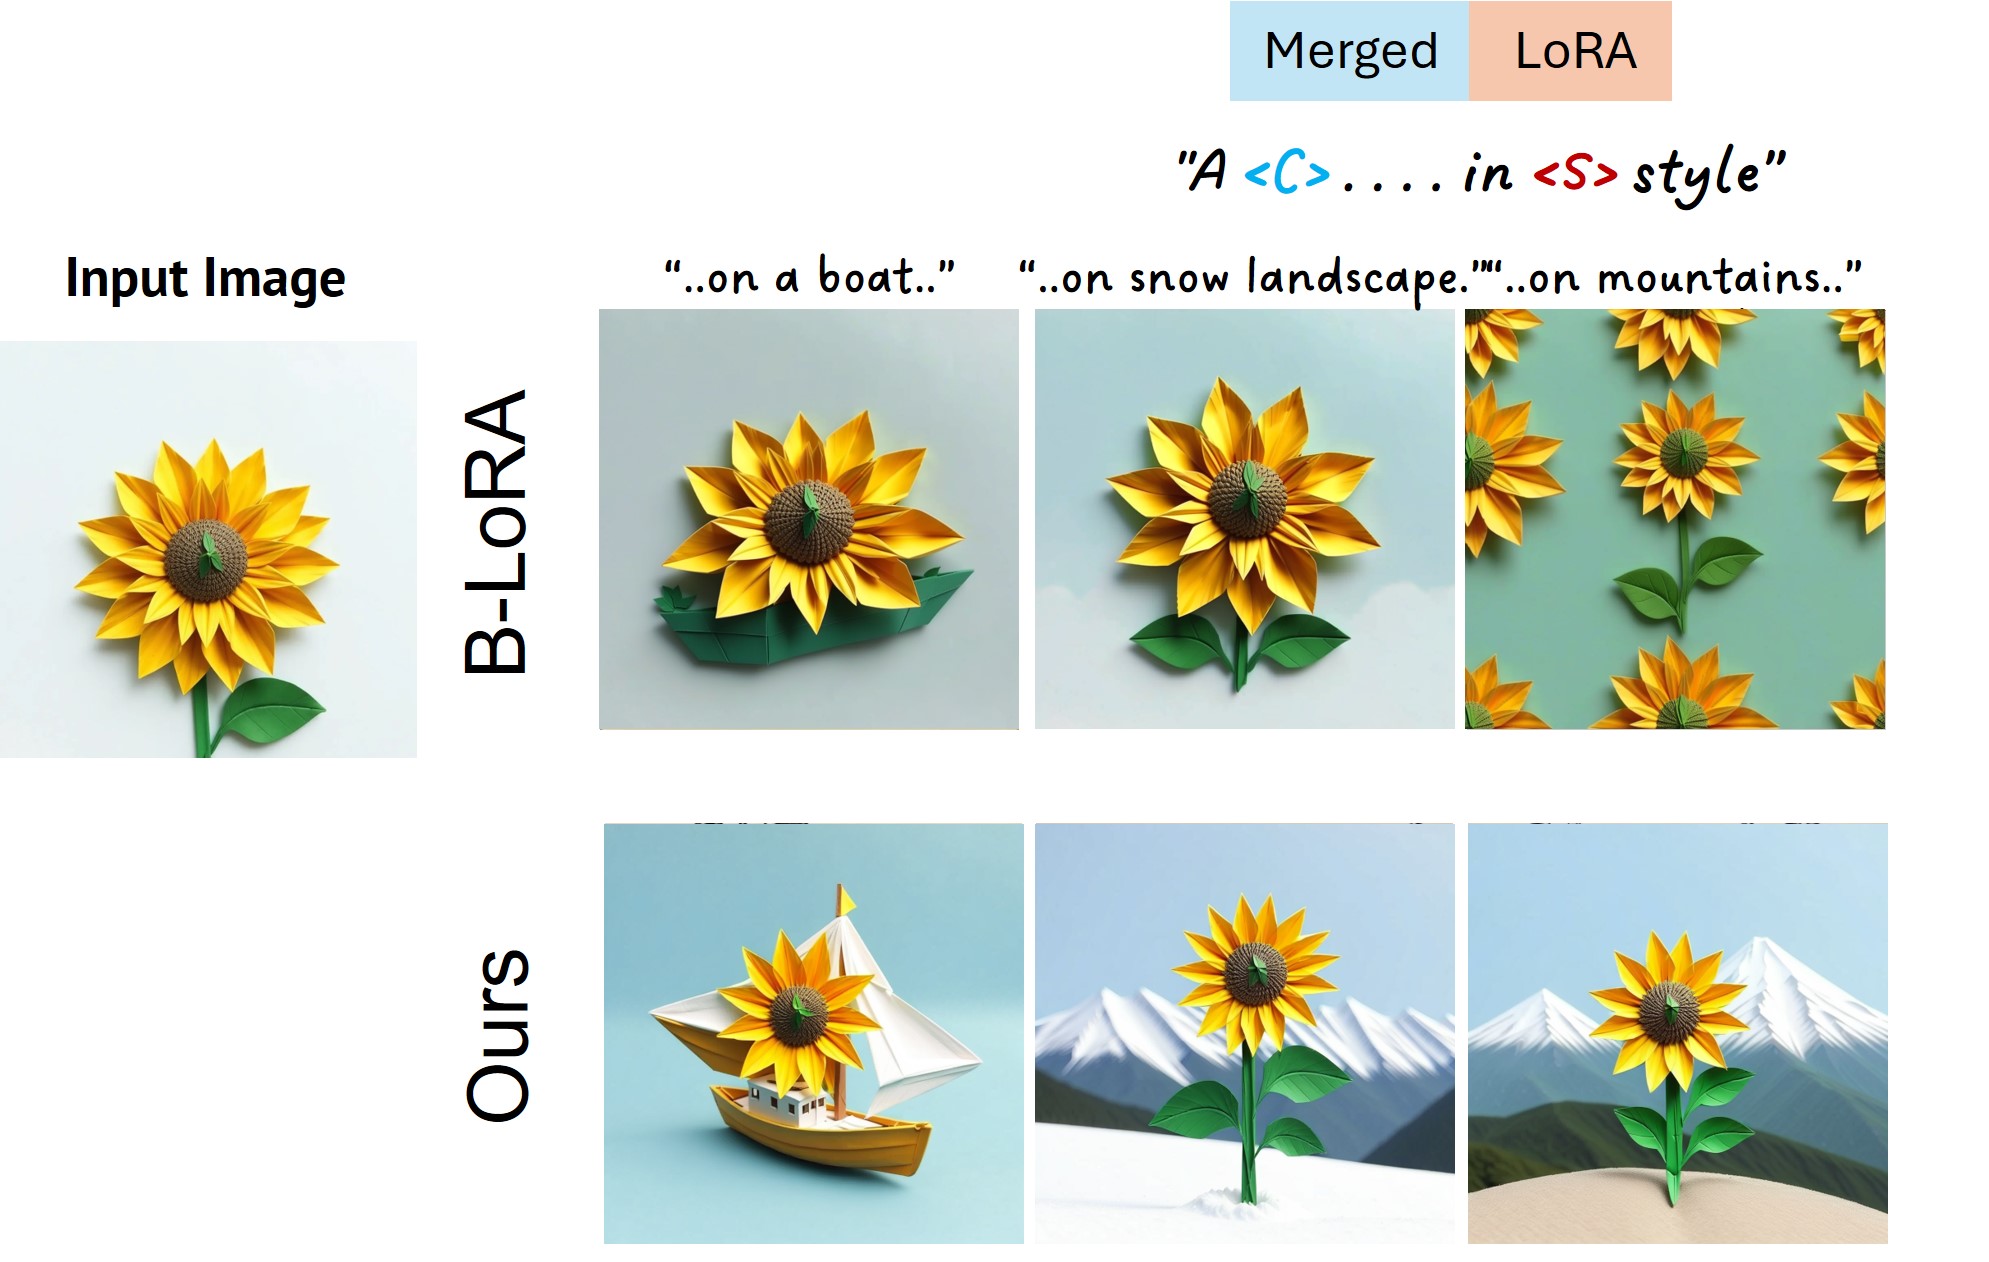 Merged LoRA
"A <C> .... in <S> style"
Input Image
"..on a boat.."
"..on snow landscape."
"..on mountains.."
B-LoRA
Ours